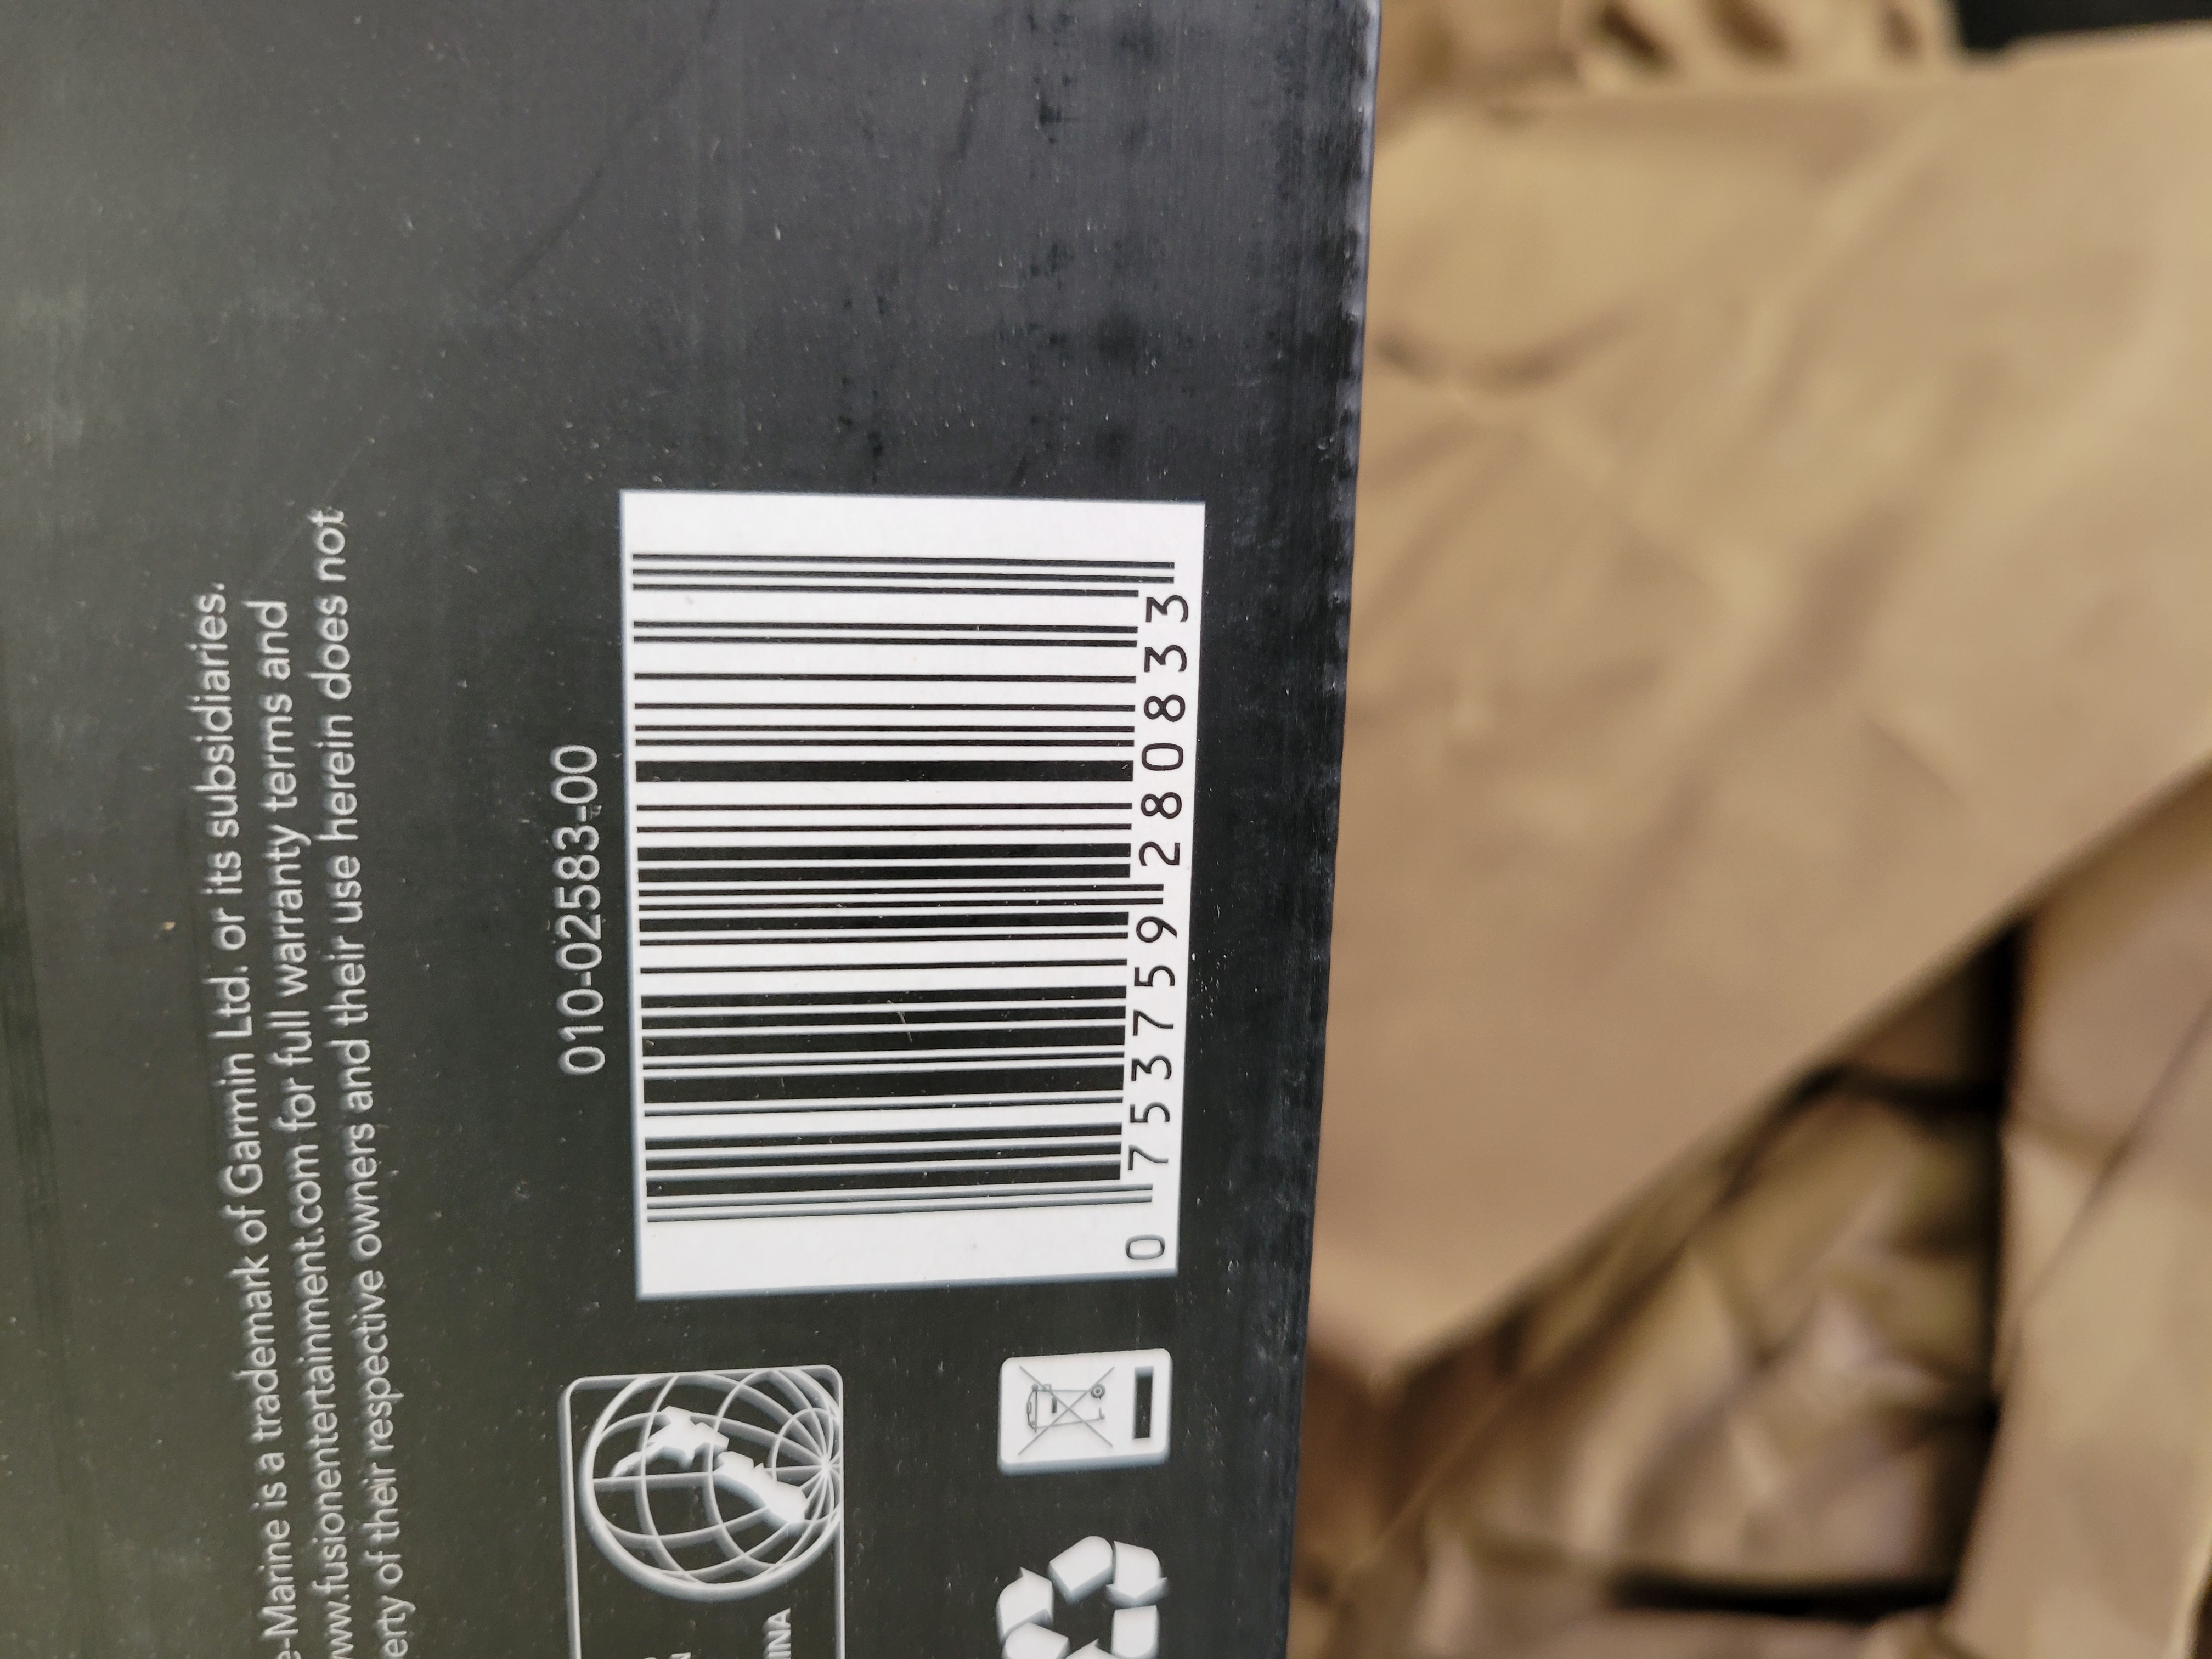 e-Marine is a trademark of Garmin Ltd. or its subsidiaries.
ww.fusionentertainment.com for full warranty terms and
erty of their respective owners and their use herein does not
010-02583-00
0 753759 280833
INA